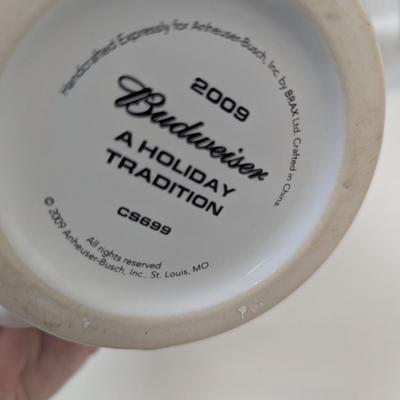 Handcrafted Expressly for Anheuser-Busch, Inc. by BRAX Ltd. Crafted in China
2009
Budweiser
A HOLIDAY
TRADITION
CS699
All rights reserved
© 2009 Anheuser-Busch, Inc., St. Louis, MO.